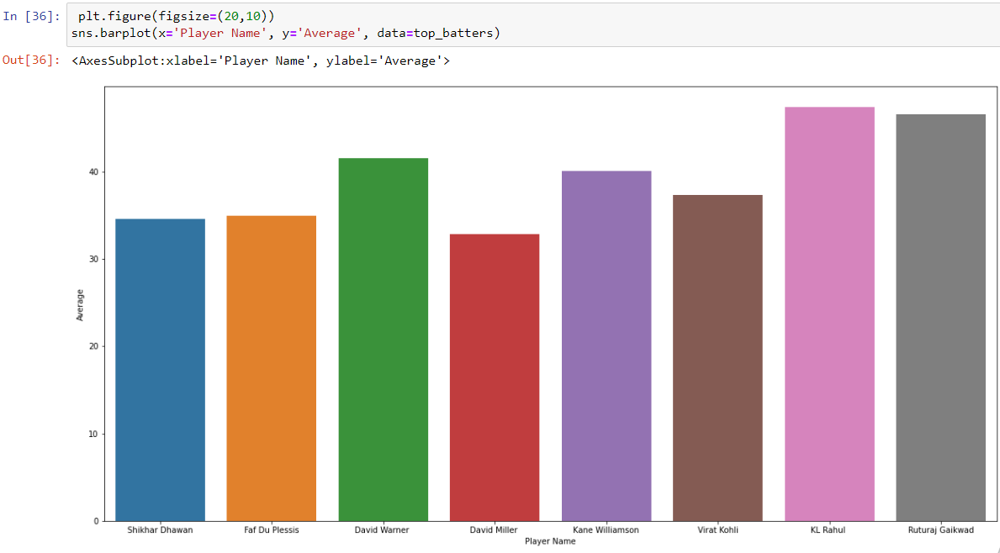 In [36]: plt.figure(figsize=(20,10))
sns.barplot(x='Player Name', y='Average', data=top_batters)
Out[36]: <AxesSubplot:xlabel='Player Name', ylabel='Average'>
40
30
20
10
0
Average
Shikhar Dhawan Faf Du Plessis David Warner David Miller Kane Williamson Virat Kohli KL Rahul Ruturaj Gaikwad
Player Name